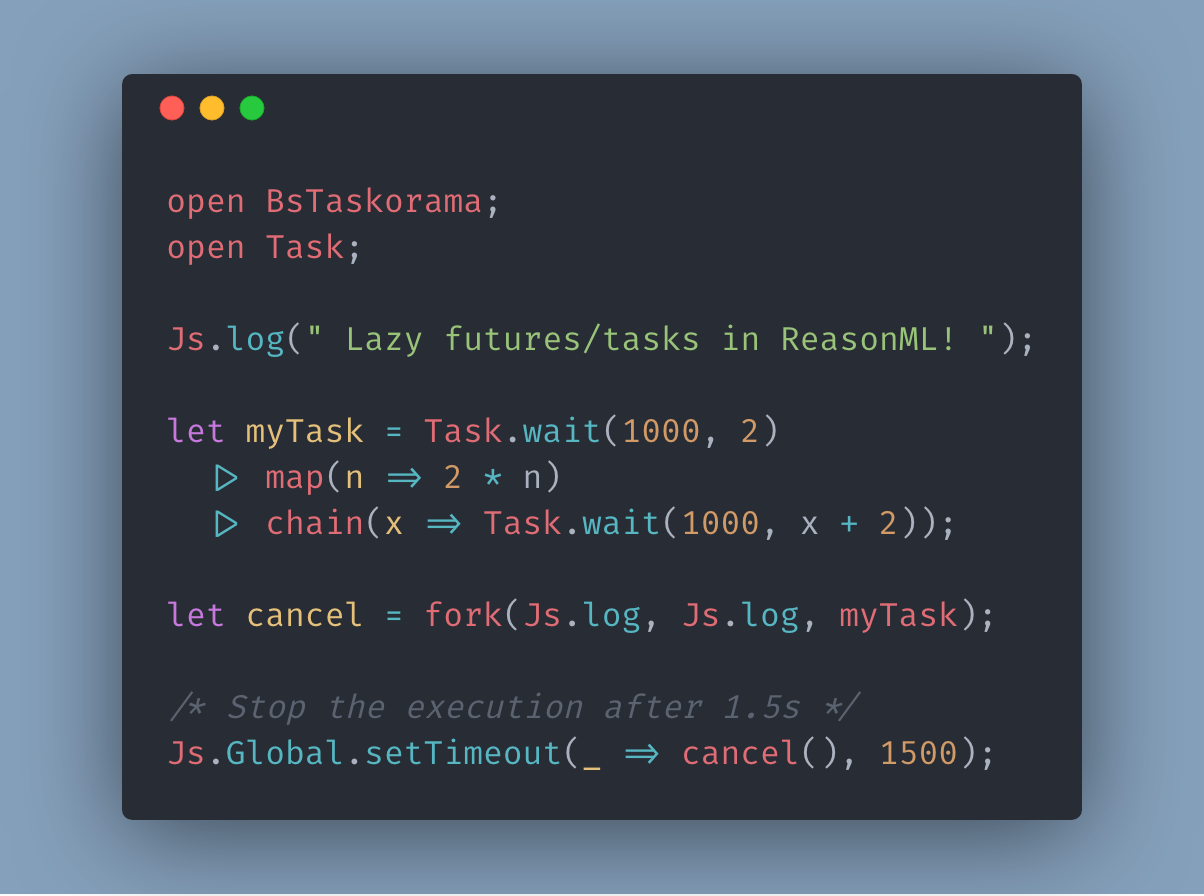 open BsTaskorama;
open Task;

Js.log(" Lazy futures/tasks in ReasonML! ");

let myTask = Task.wait(1000, 2)
  |> map(n => 2 * n)
  |> chain(x => Task.wait(1000, x + 2));

let cancel = fork(Js.log, Js.log, myTask);

/* Stop the execution after 1.5s */
Js.Global.setTimeout(_ => cancel(), 1500);